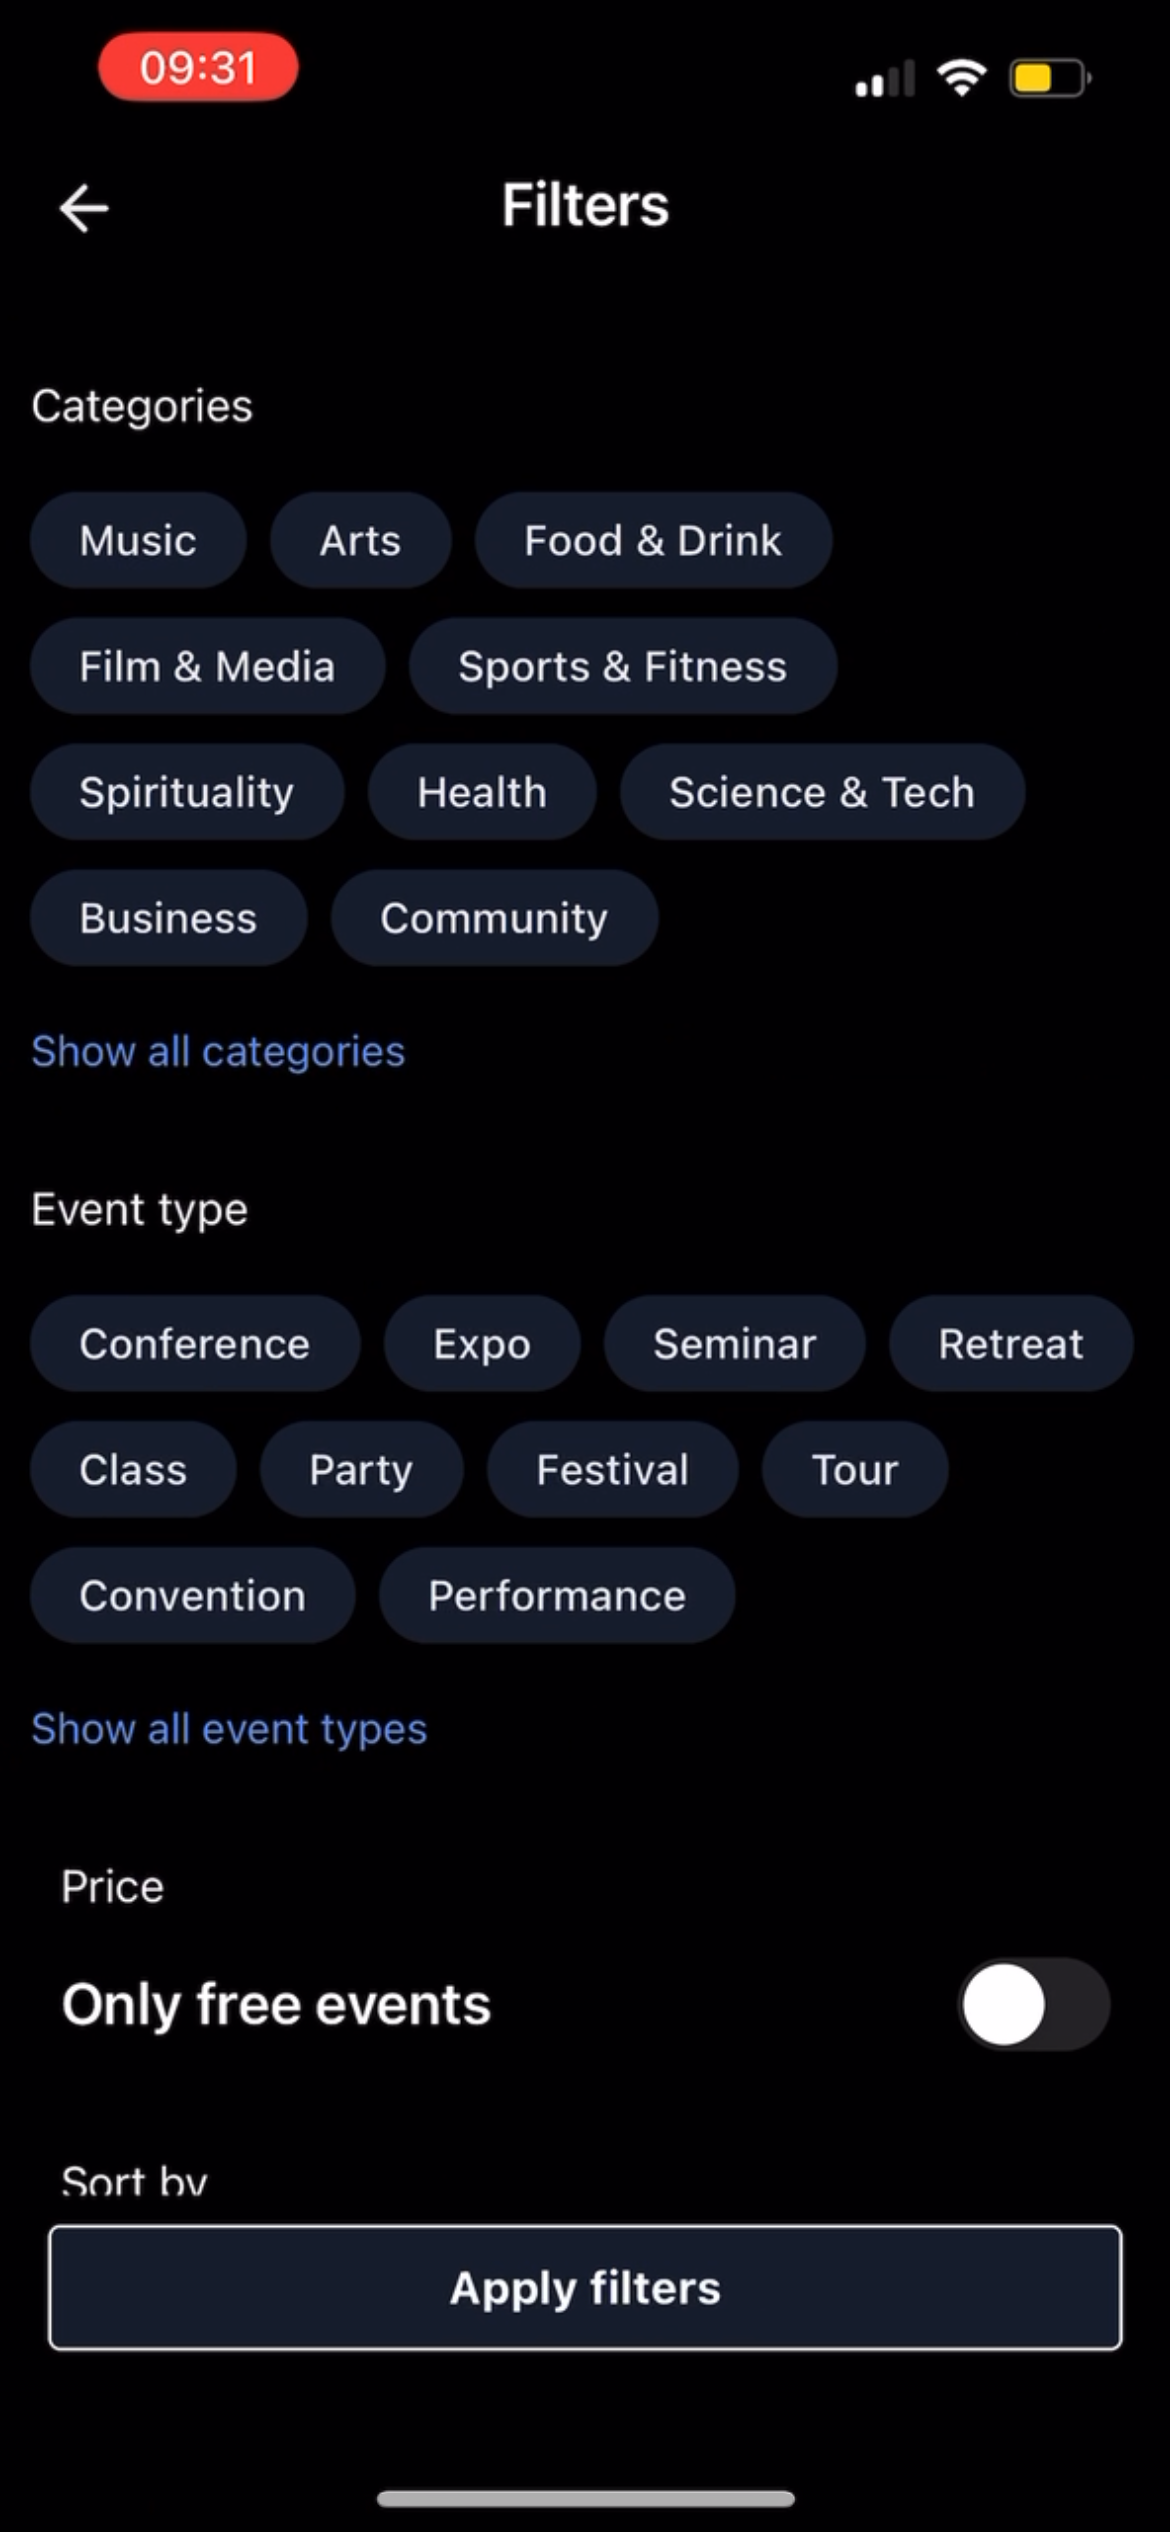 09:31
Filters
Categories
Music Arts Food & Drink
Film & Media Sports & Fitness
Spirituality Health Science & Tech
Business Community
Show all categories
Event type
Conference Expo Seminar Retreat
Class Party Festival Tour
Convention Performance
Show all event types
Price
Only free events
Sort by
Apply filters